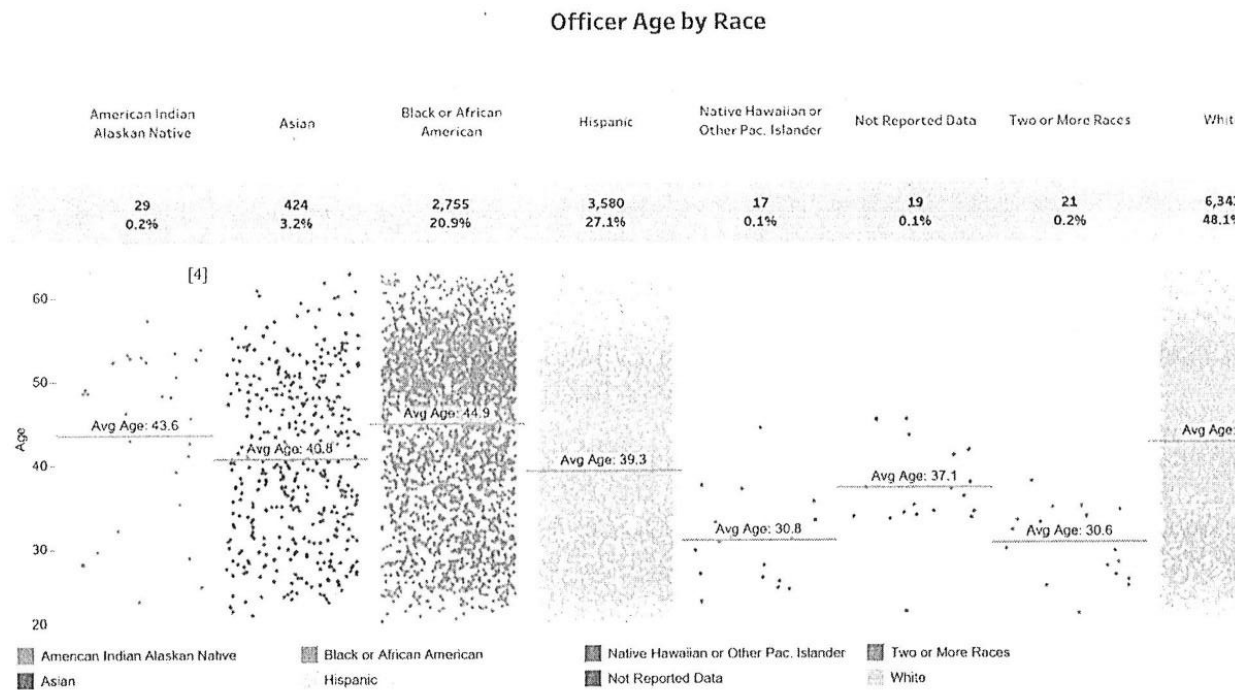 Officer Age by Race
American Indian
Alaskan Native
Asian
Black or African
American
Hispanic
Native Hawaiian or
Other Pac. Islander
Not Reported Data
Two or More Races
29
0.2%
424
3.2%
2,755
20.9%
3,580
27.1%
17
0.1%
19
0.1%
21
0.2%
48.1%
[4]
60
50
40
30
20
Age
Avg Age: 43.6
Avg Age: 40.8
Avg Age: 44.9
Avg Age: 39.3
Avg Age: 30.8
Avg Age: 37.1
Avg Age: 30.6
Avg Age:
American Indian Alaskan Native
Black or African American
Native Hawaiian or Other Pac. Islander
Two or More Races
Asian
Hispanic
Not Reported Data
White